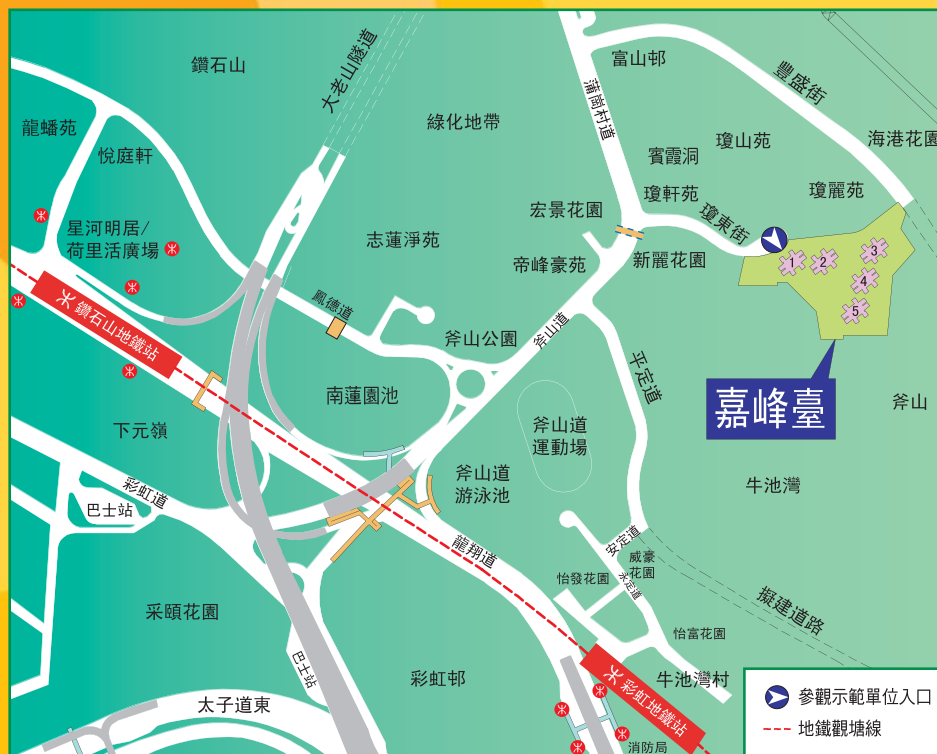 鑽石山
大老山隧道
富山邨
豐盛街
蒲崗村道
龍蟠苑
悅庭軒
綠化地帶
瓊山苑
海港花園
賓霞洞
瓊軒苑
瓊麗苑
宏景花園
瓊東街
星河明居/
荷里活廣場
志蓮淨苑
帝峰豪苑
新麗花園
1
2
3
4
5
鑽石山地鐵站
鳳德道
斧山公園
斧山道
平定道
南蓮園池
嘉峰臺
斧山
下元嶺
斧山道
運動場
斧山道
游泳池
牛池灣
彩虹道
巴士站
龍翔道
安定道
威豪
花園
永定道
怡發花園
擬建道路
采頤花園
怡富花園
巴士站
彩虹邨
牛池灣村
彩虹地鐵站
太子道東
消防局
參觀示範單位入口
地鐵觀塘線